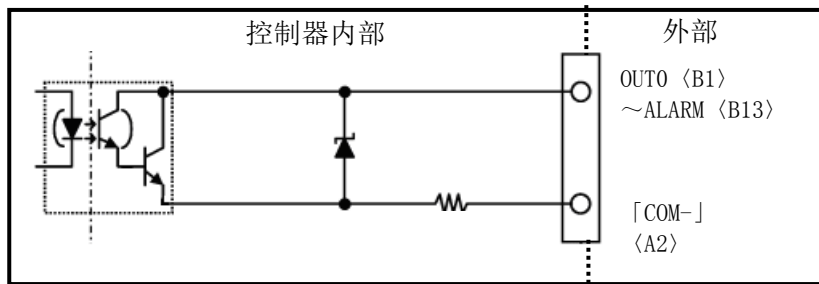 控制器内部
外部
OUT0〈B1〉
～ALARM〈B13〉
「COM-」
〈A2〉